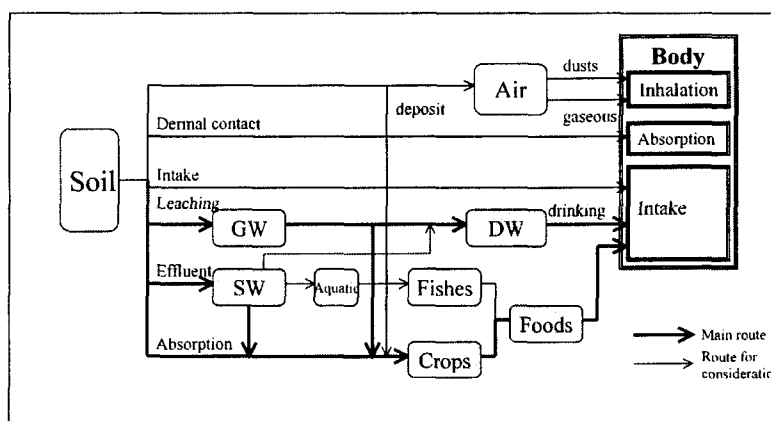 Body
dusts
Air
Inhalation
deposit
gaseous
Dermal contact
Absorption
Soil
Intake
Leaching
Intake
GW
DW
drinking
Effluent
SW
Aquatic
Fishes
Foods
Absorption
Crops
Main route
Route for
consideratio